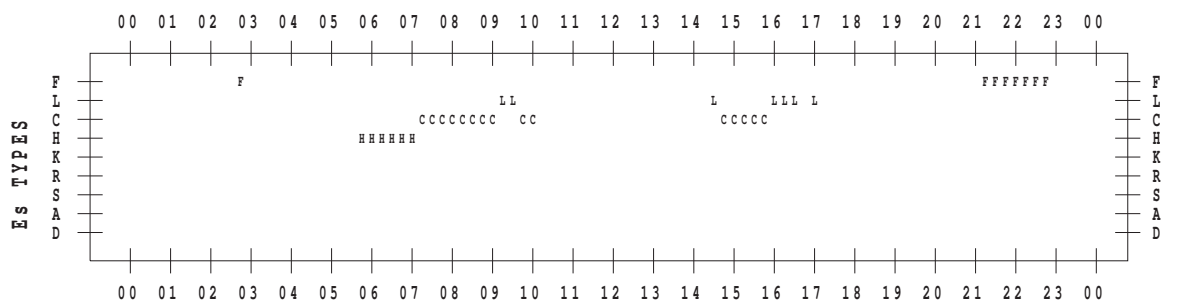 00 01 02 03 04 05 06 07 08 09 10 11 12 13 14 15 16 17 18 19 20 21 22 23 00
F F FFFFFFF F
L LL L LLL L L
C CCCCCCCC CC CCCCC C
H HHHHHH H
K K
R R
S S
A A
D D
Es TYPES
00 01 02 03 04 05 06 07 08 09 10 11 12 13 14 15 16 17 18 19 20 21 22 23 00